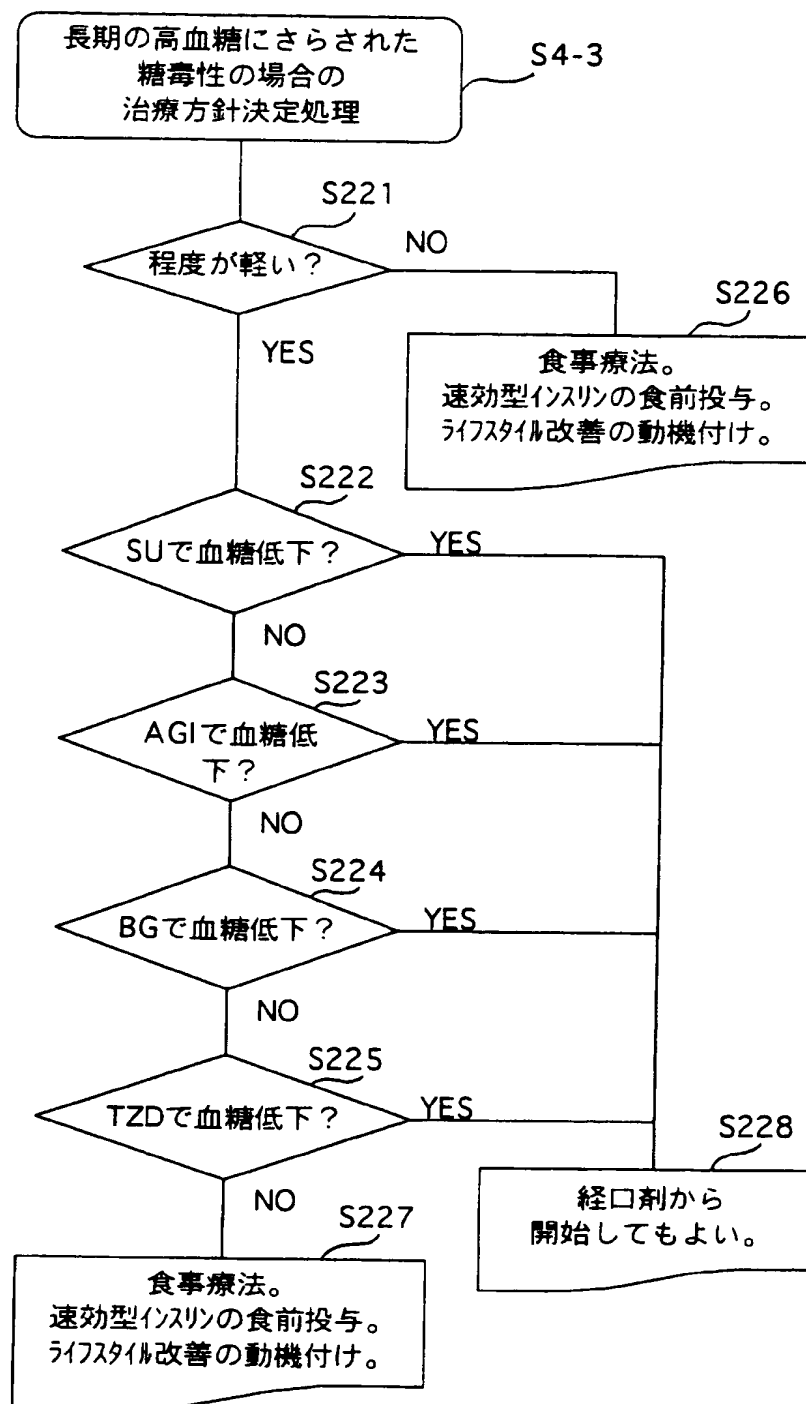 長期の高血糖にさらされた
糖毒性の場合の
治療方針決定処理
S4-3
S221
程度が軽い？
NO
YES
S226
食事療法。
速効型ｲﾝｽﾘﾝの食前投与。
ﾗｲﾌｽﾀｲﾙ改善の動機付け。
S222
SUで血糖低下？
YES
NO
S223
AGIで血糖低
下？
YES
NO
S224
BGで血糖低下？
YES
NO
S225
TZDで血糖低下？
YES
NO
S228
経口剤から
開始してもよい。
S227
食事療法。
速効型ｲﾝｽﾘﾝの食前投与。
ﾗｲﾌｽﾀｲﾙ改善の動機付け。